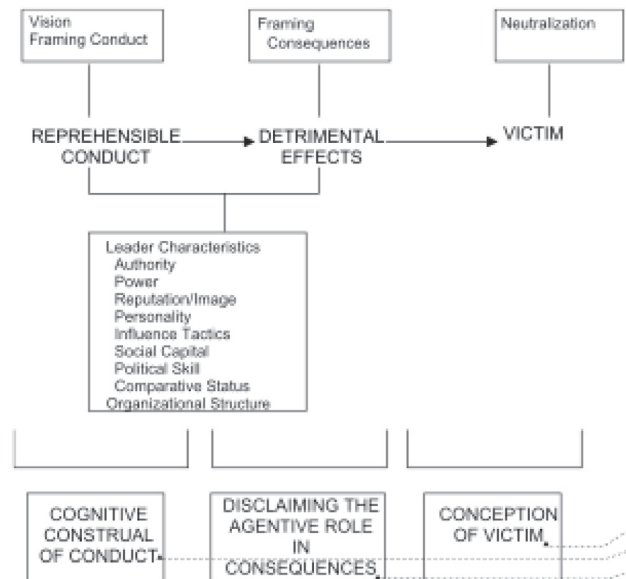 Vision
Framing Conduct
Framing
Consequences
Neutralization
REPREHENSIBLE
CONDUCT
DETRIMENTAL
EFFECTS
VICTIM
Leader Characteristics
Authority
Power
Reputation/Image
Personality
Influence Tactics
Social Capital
Political Skill
Comparative Status
Organizational Structure
COGNITIVE
CONSTRUAL
OF CONDUCT
DISCLAIMING THE
AGENTIVE ROLE
IN
CONSEQUENCES
CONCEPTION
OF VICTIM